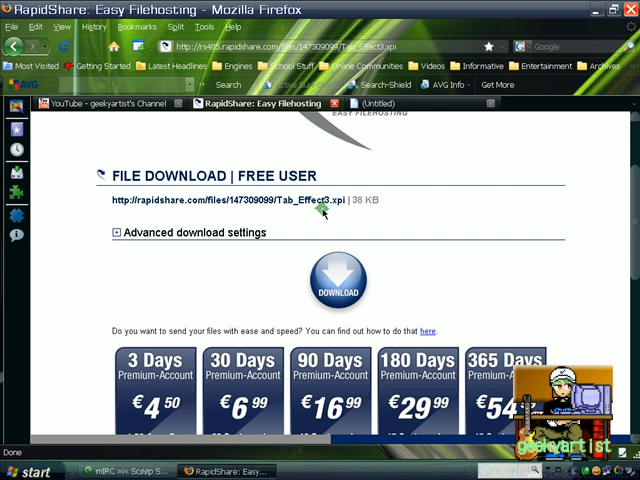 RapidShare: Easy Filehosting - Mozilla Firefox
File Edit View History Bookmarks Split Tools Help
http://rs485.rapidshare.com/files/147309099/Tab_Effect3.xpi
Google
Most Visited Getting Started Latest Headlines Engines School Stuff Online Communities Videos Informative Entertainment Archives
AVG Search Search-Shield AVG Info Get More
YouTube - geekyartist's Channel RapidShare: Easy Filehosting (Untitled)
EASY FILEHOSTING
FILE DOWNLOAD | FREE USER
http://rapidshare.com/files/147309099/Tab_Effect3.xpi | 38 KB
Advanced download settings
DOWNLOAD
Do you want to send your files with ease and speed? You can find out how to do that here.
3 Days 30 Days 90 Days 180 Days 365 Days
Premium-Account Premium-Account Premium-Account Premium-Account Premium-Account
€4 50 €6 99 €16 99 €29 99 €54
geekyartist
Done
start mIRC RapidShare: Easy...